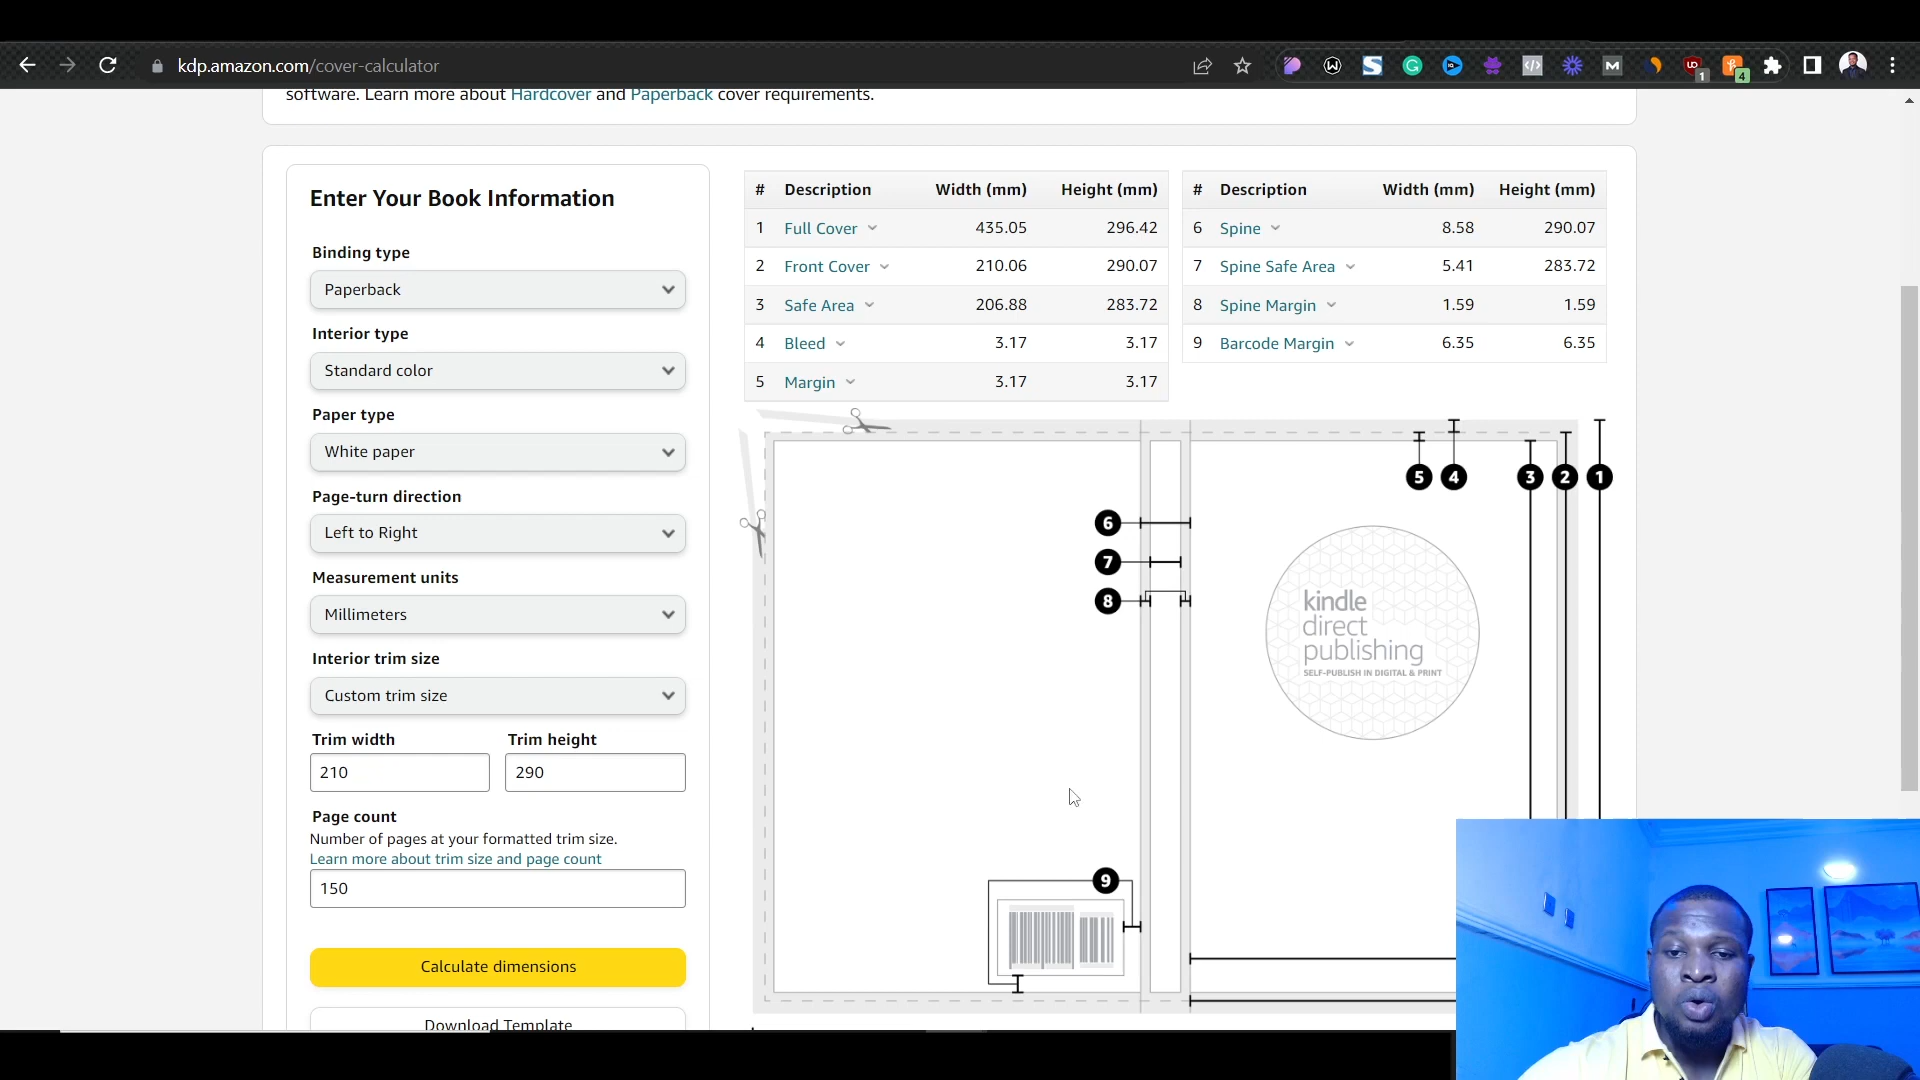 kdp.amazon.com/cover-calculator
1
4
software. Learn more about Hardcover and Paperback cover requirements.
Enter Your Book Information
Binding type
Paperback
Interior type
Standard color
Paper type
White paper
Page-turn direction
Left to Right
Measurement units
Millimeters
Interior trim size
Custom trim size
Trim width Trim height
210 290
Page count
Number of pages at your formatted trim size.
Learn more about trim size and page count
150
Calculate dimensions
Download Template
# Description Width (mm) Height (mm)
1 Full Cover 435.05 296.42
2 Front Cover 210.06 290.07
3 Safe Area 206.88 283.72
4 Bleed 3.17 3.17
5 Margin 3.17 3.17
# Description Width (mm) Height (mm)
6 Spine 8.58 290.07
7 Spine Safe Area 5.41 283.72
8 Spine Margin 1.59 1.59
9 Barcode Margin 6.35 6.35
5 4 3 2 1
6
7
8
kindle
direct
publishing
SELF-PUBLISH IN DIGITAL & PRINT
9